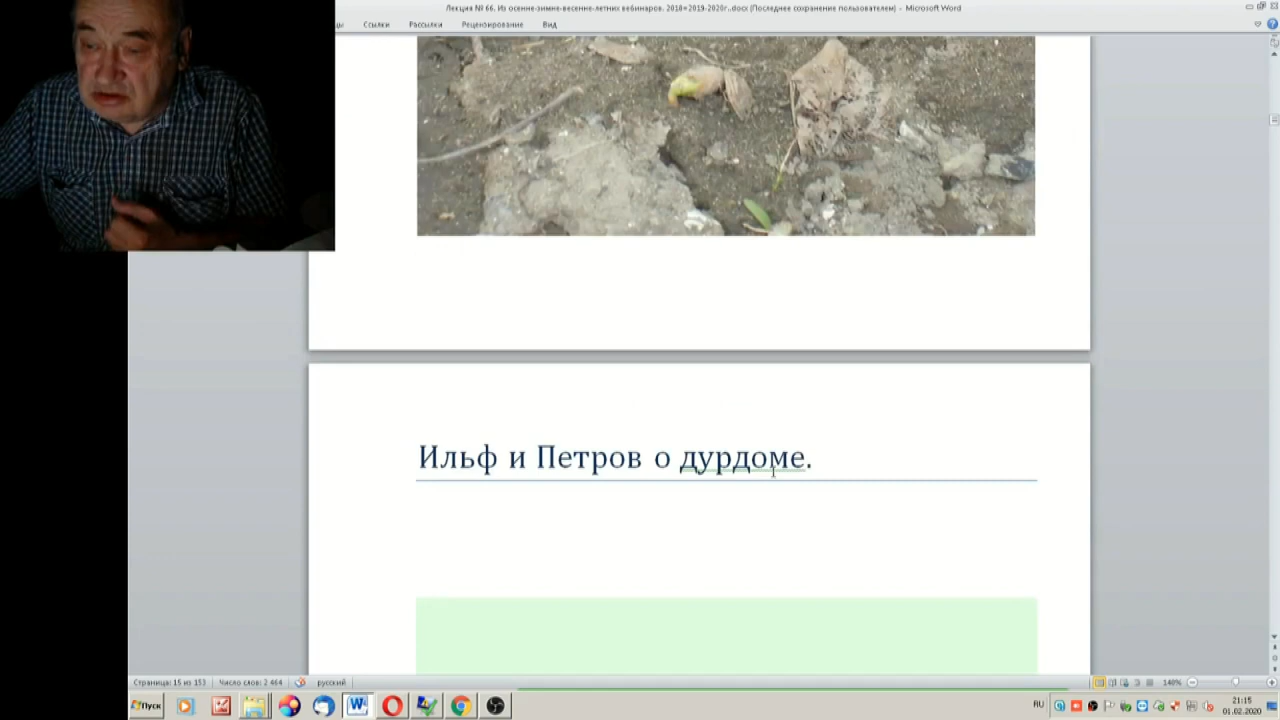 Лекция № 66. Из осенне-зимне-весенне-летних вебинаров. 2018=2019-2020г..docx (Последнее сохранение пользователем) - Microsoft Word
Ссылки Рассылки Рецензирование Вид
Ильф и Петров о дурдоме.
Страница: 15 из 153 Число слов: 2 464 русский 140%
Пуск RU 21:15
01.02.2020